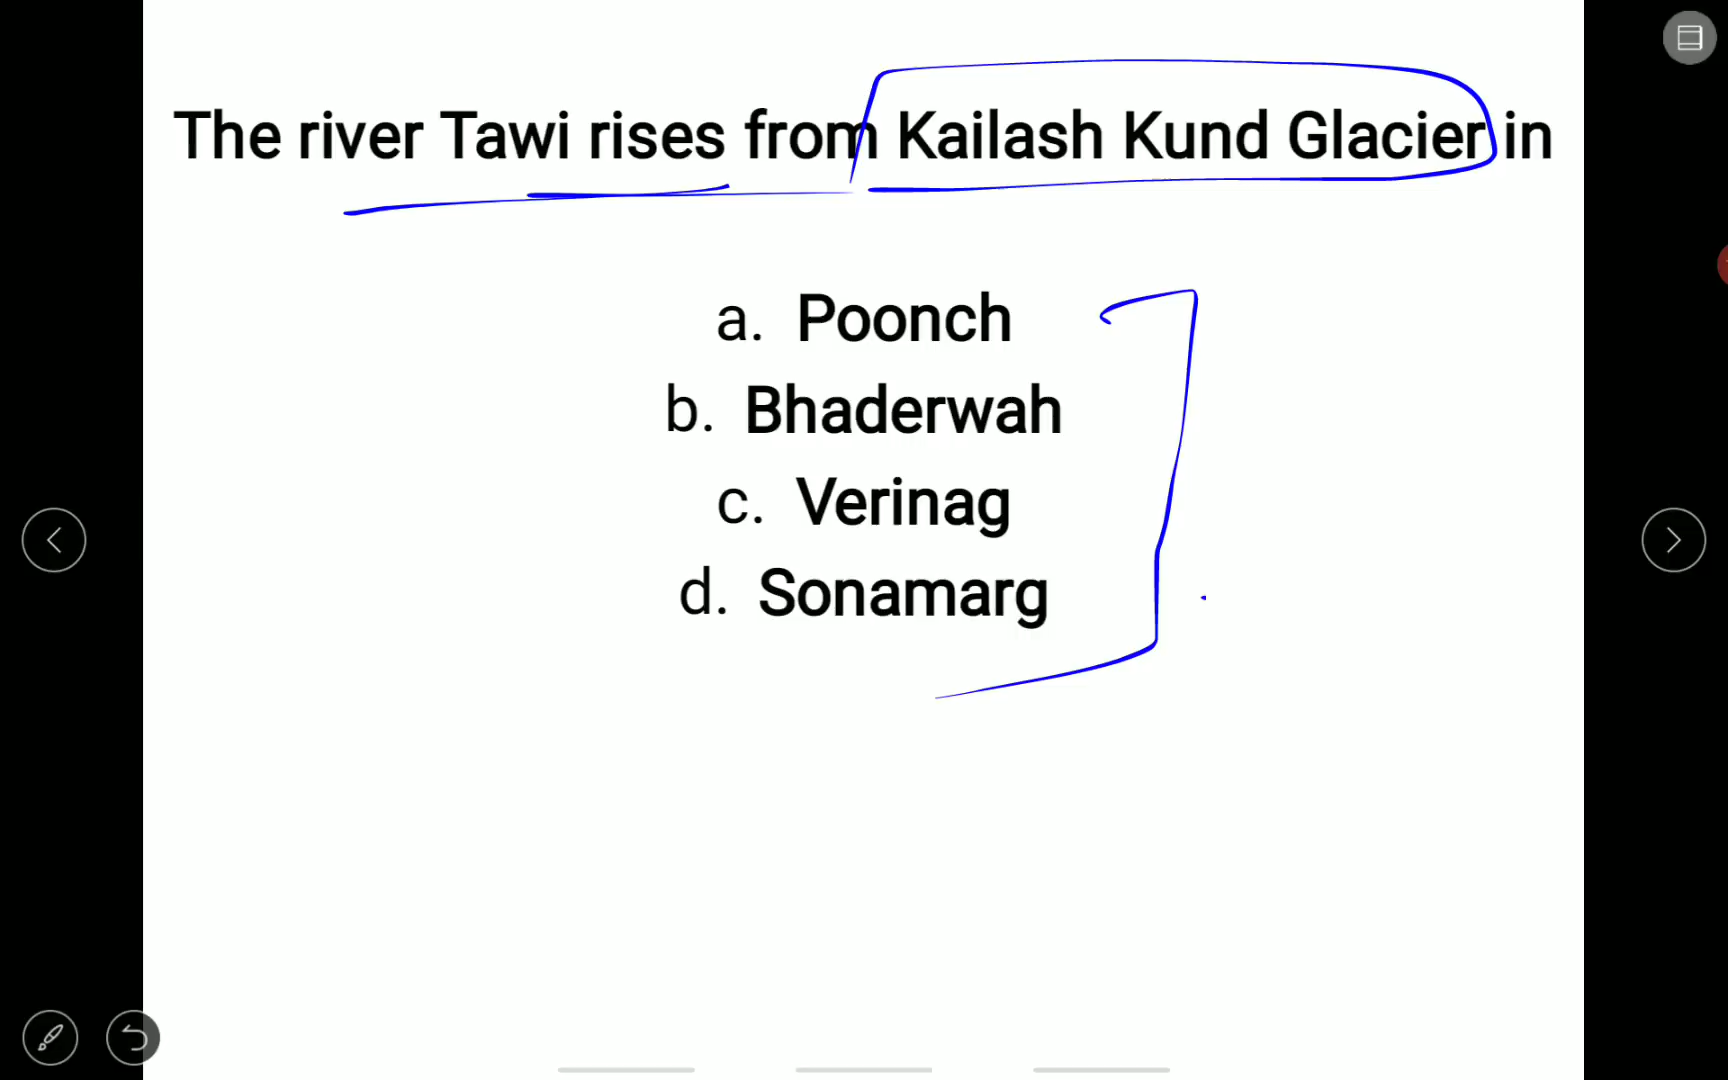 The river Tawi rises from Kailash Kund Glacier in
a. Poonch
b. Bhaderwah
c. Verinag
d. Sonamarg